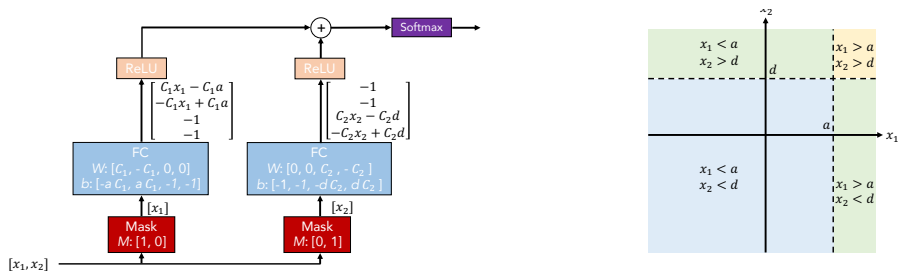 +
Softmax
ReLU
ReLU
C₁x₁ − C₁a
−C₁x₁ + C₁a
−1
−1
−1
−1
C₂x₂ − C₂d
−C₂x₂ + C₂d
FC
W: [C₁, - C₁, 0, 0]
b: [-a C₁, a C₁, -1, -1]
FC
W: [0, 0, C₂, - C₂ ]
b: [-1, -1, -d C₂, d C₂ ]
[x₁]
[x₂]
Mask
M: [1, 0]
Mask
M: [0, 1]
[x₁, x₂]
x₂
x₁ < a
x₂ > d
x₁ > a
x₂ > d
d
a
x₁
x₁ < a
x₂ < d
x₁ > a
x₂ < d